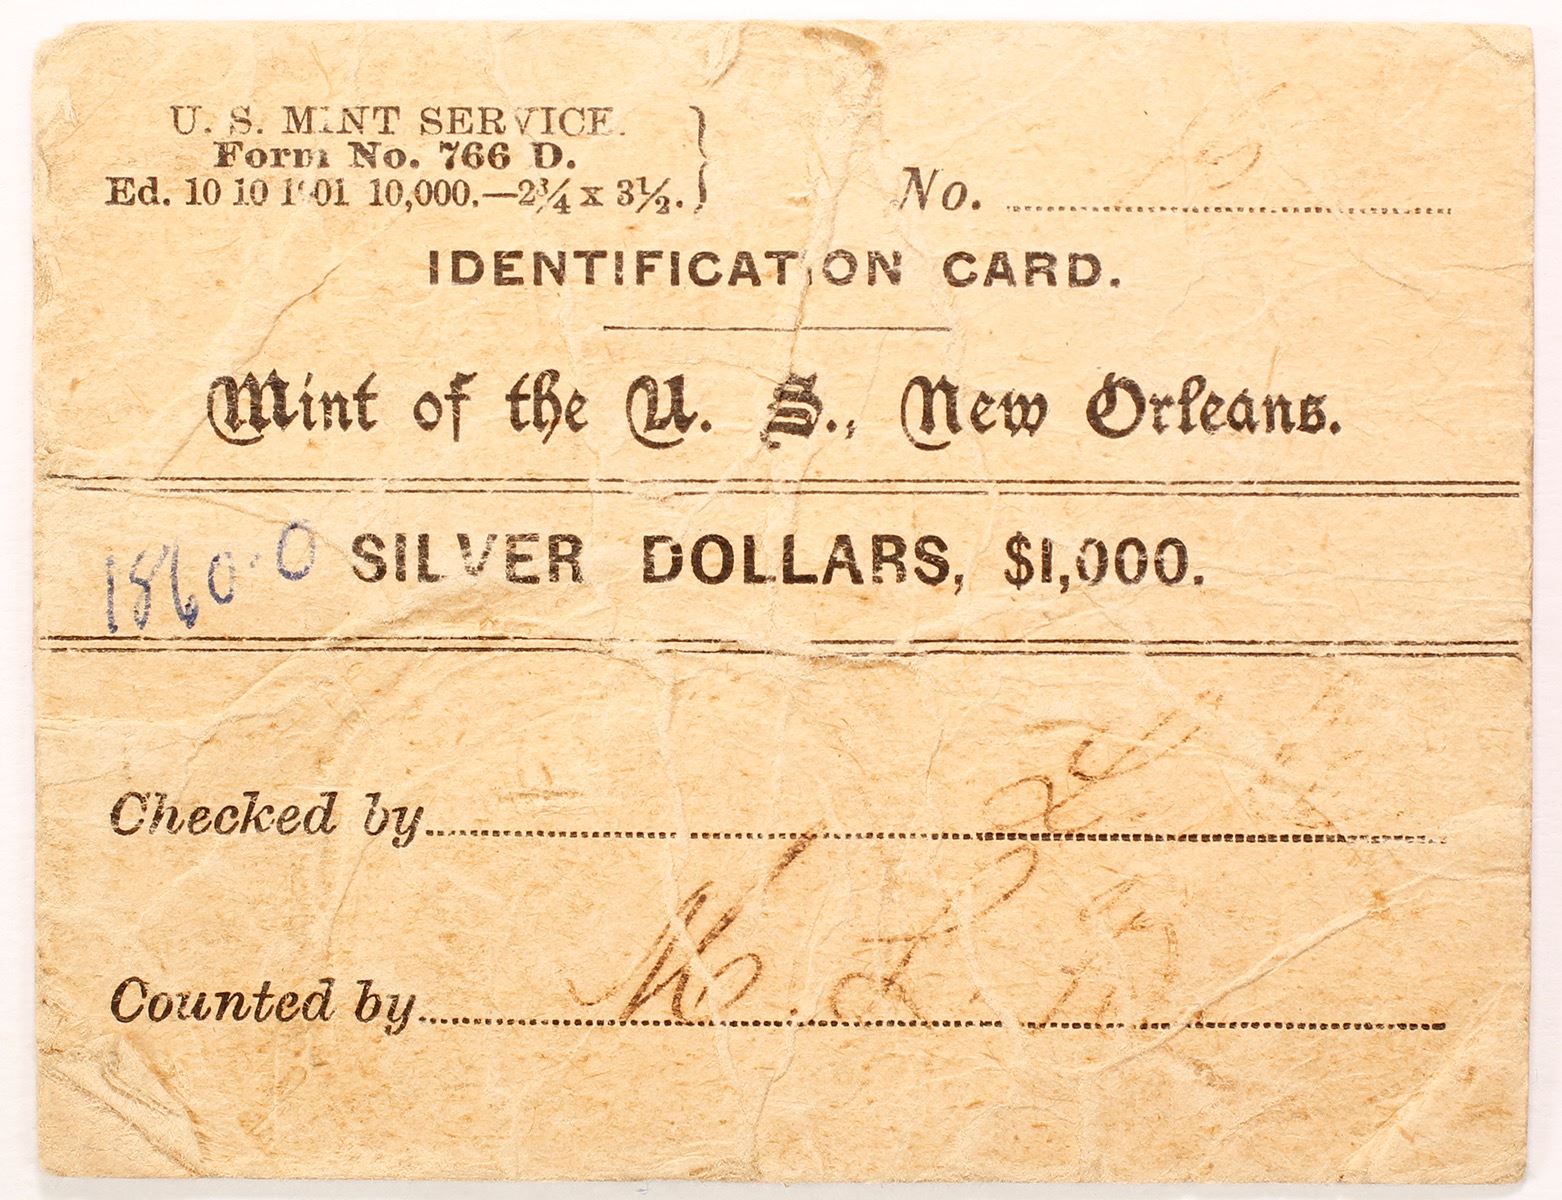 U. S. MINT SERVICE.
Form No. 766 D.
Ed. 10 10 1901 10,000.—2¾ x 3½.
No.
IDENTIFICATION CARD.
Mint of the U. S., New Orleans.
1860-O SILVER DOLLARS, $1,000.
Checked by
Counted by